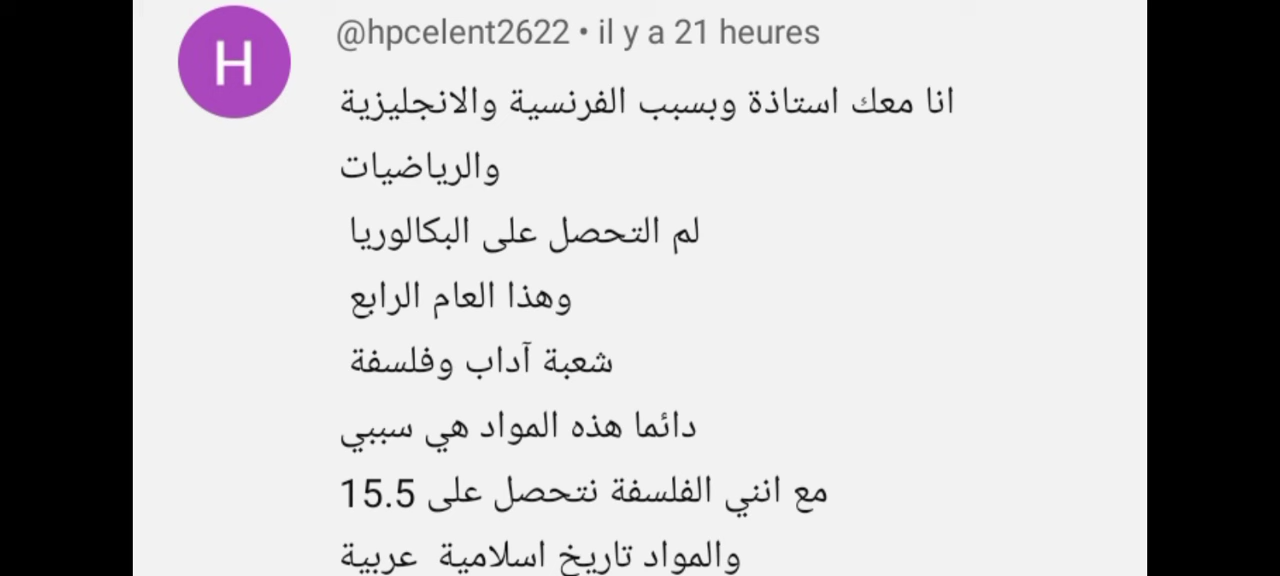 H
@hpcelent2622 • il y a 21 heures
انا معك استاذة وبسبب الفرنسية والانجليزية
والرياضيات
لم التحصل على البكالوريا
وهذا العام الرابع
شعبة آداب وفلسفة
دائما هذه المواد هي سببي
مع انني الفلسفة نتحصل على 15.5
والمواد تاريخ اسلامية عربية